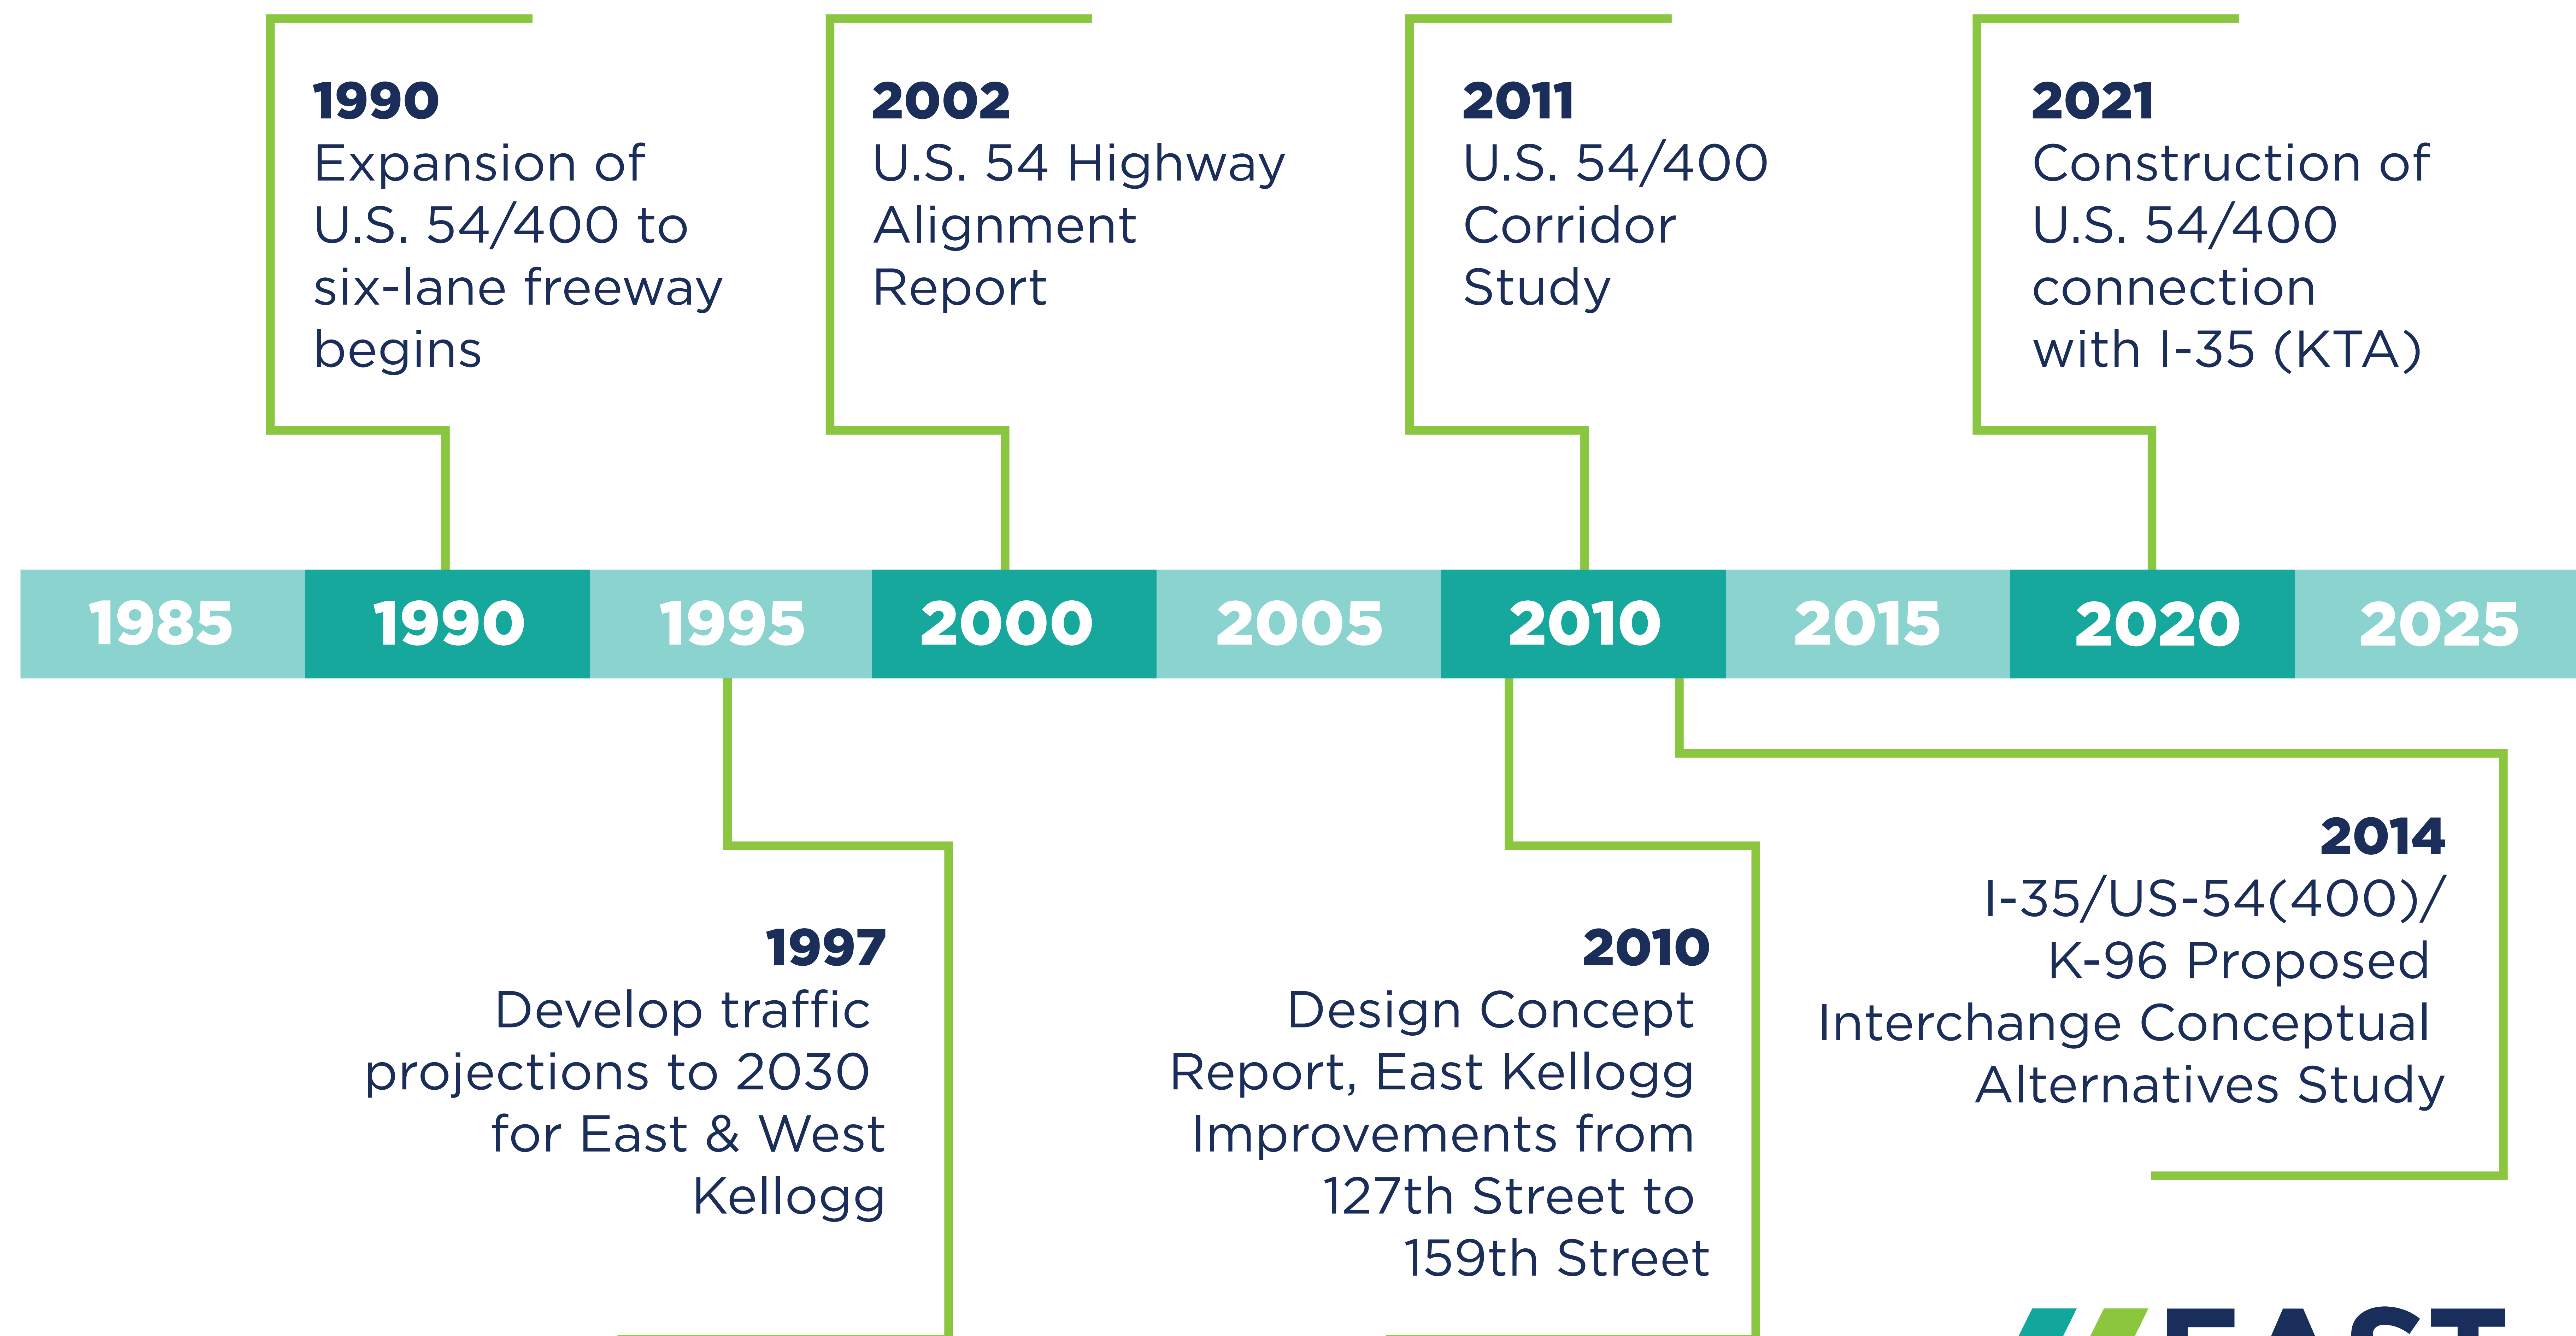 1990
Expansion of
U.S. 54/400 to
six-lane freeway
begins
2002
U.S. 54 Highway
Alignment
Report
2011
U.S. 54/400
Corridor
Study
2021
Construction of
U.S. 54/400
connection
with I-35 (KTA)
1985 1990 1995 2000 2005 2010 2015 2020 2025
1997
Develop traffic
projections to 2030
for East & West
Kellogg
2010
Design Concept
Report, East Kellogg
Improvements from
127th Street to
159th Street
2014
I-35/US-54(400)/
K-96 Proposed
Interchange Conceptual
Alternatives Study
EAST